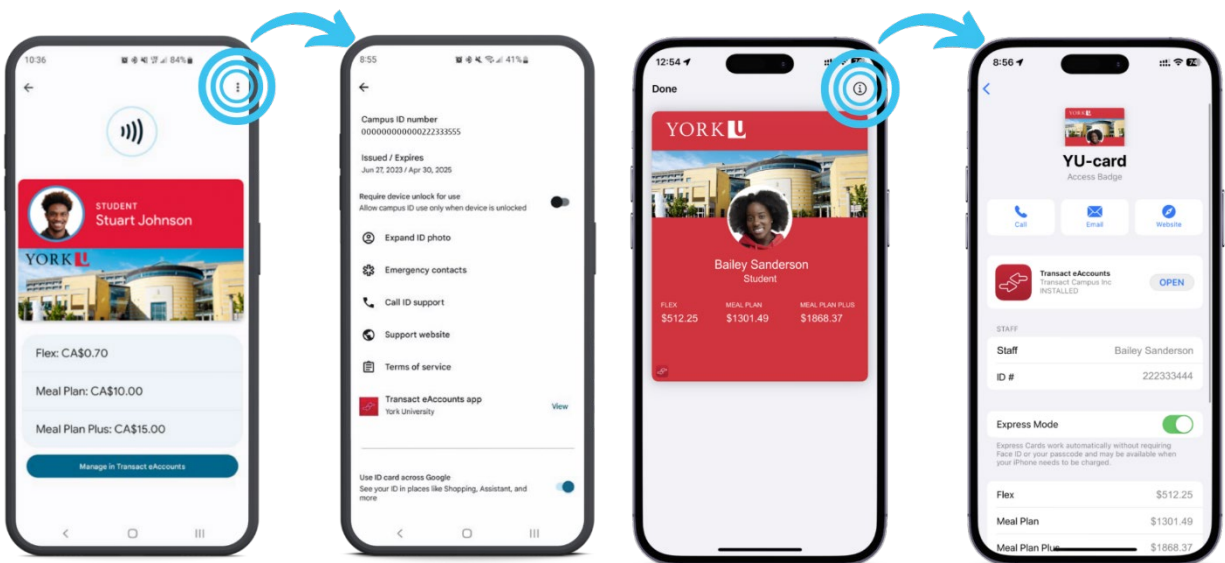 10:36
84%
STUDENT
Stuart Johnson
YORK U
Flex: CA$0.70
Meal Plan: CA$10.00
Meal Plan Plus: CA$15.00
Manage in Transact eAccounts
8:55
41%
Campus ID number
000000000000222333555
Issued / Expires
Jun 27, 2023 / Apr 30, 2025
Require device unlock for use
Allow campus ID use only when device is unlocked
Expand ID photo
Emergency contacts
Call ID support
Support website
Terms of service
Transact eAccounts app
York University
View
Use ID card across Google
See your ID in places like Shopping, Assistant, and
more
12:54
Done
YORK U
Bailey Sanderson
Student
FLEX MEAL PLAN MEAL PLAN PLUS
$512.25 $1301.49 $1868.37
8:56
74
YORK U
YU-card
Access Badge
Call Email Website
Transact eAccounts
Transact Campus Inc
INSTALLED
OPEN
STAFF
Staff Bailey Sanderson
ID # 222333444
Express Mode
Express Cards work automatically without requiring
Face ID or your passcode and may be available when
your iPhone needs to be charged.
Flex $512.25
Meal Plan $1301.49
Meal Plan Plus $1868.37